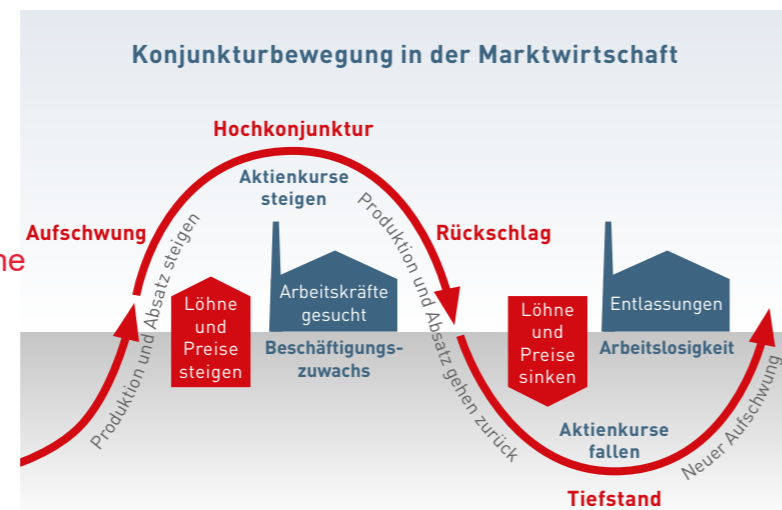 Konjunkturbewegung in der Marktwirtschaft
Hochkonjunktur
Aktienkurse
steigen
Aufschwung
ne
Produktion und Absatz steigen
Löhne
und
Preise
steigen
Arbeitskräfte
gesucht
Beschäftigungs-
zuwachs
Produktion und Absatz gehen zurück
Rückschlag
Löhne
und
Preise
sinken
Entlassungen
Arbeitslosigkeit
Aktienkurse
fallen
Neuer Aufschwung
Tiefstand